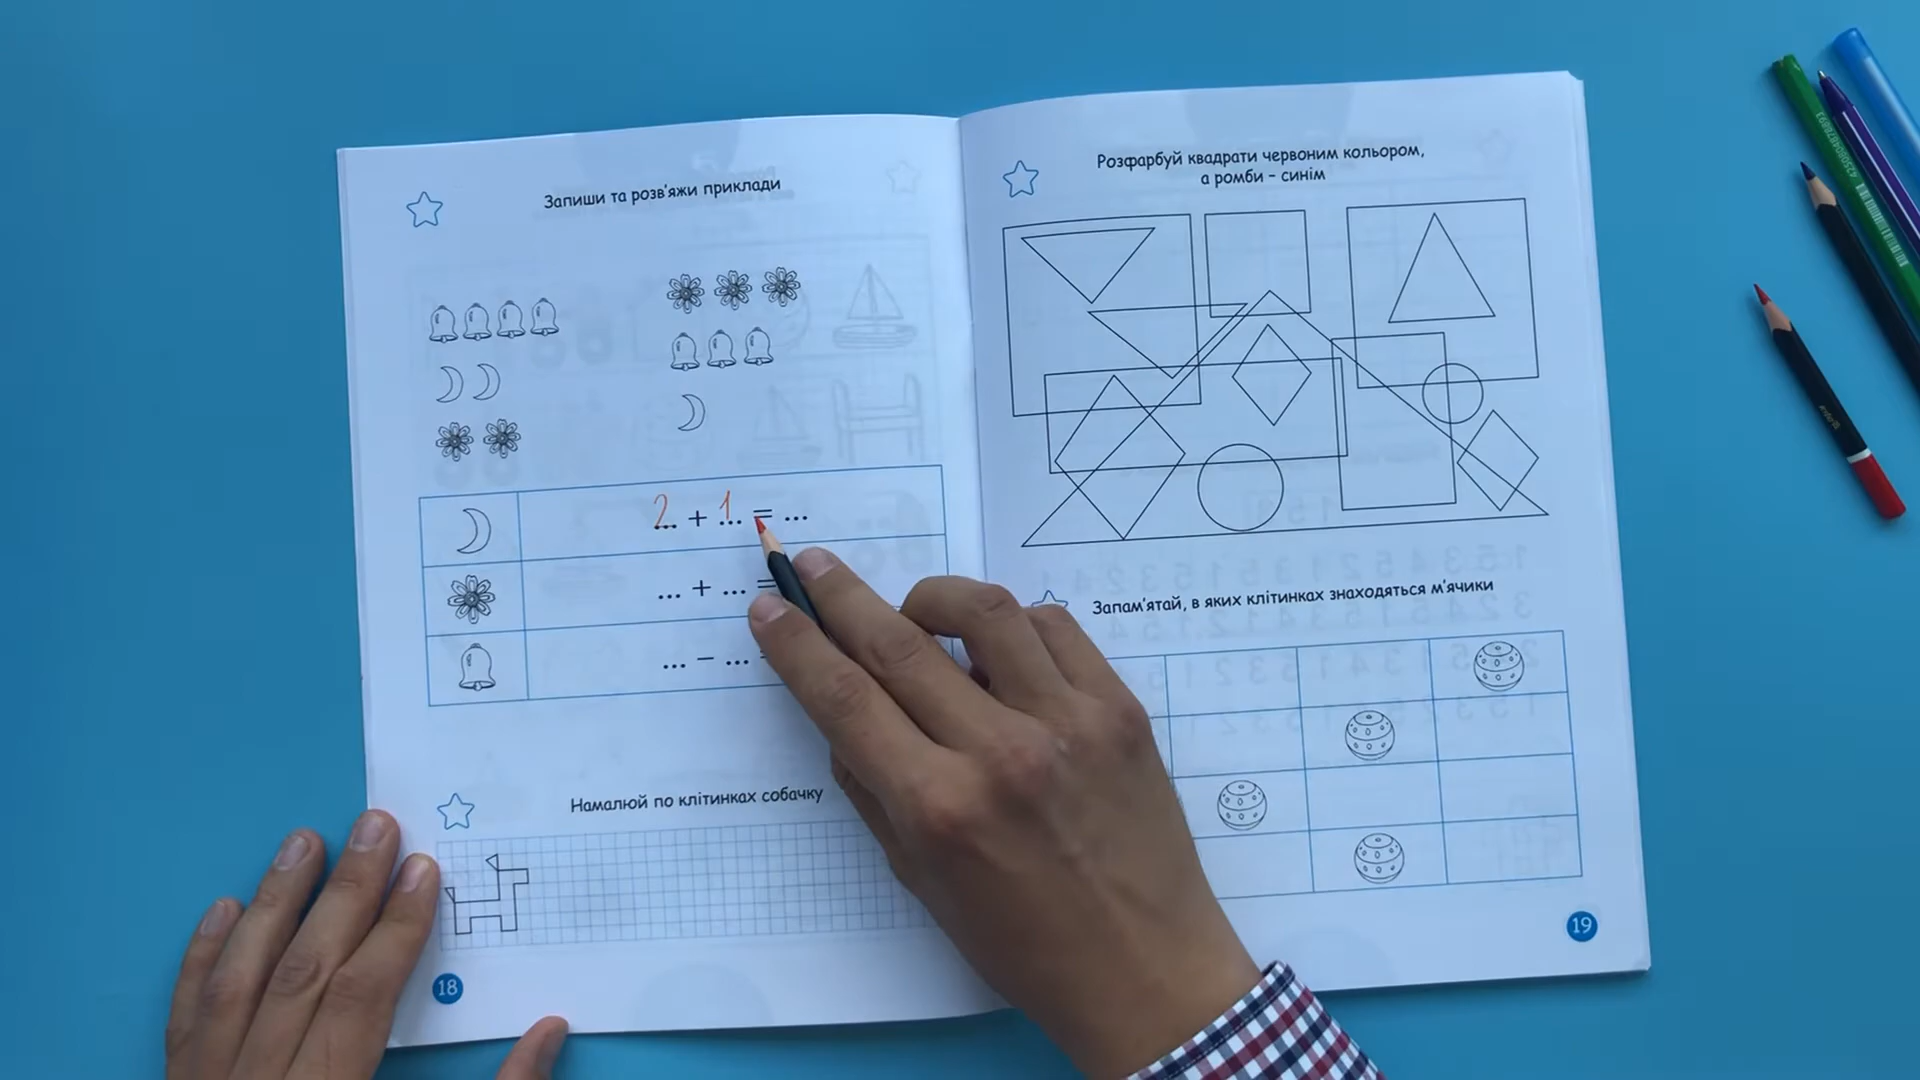 Запиши та розв'яжи приклади
2 + 1 = ...
... + ... =
... - ... =
Намалюй по клітинках собачку
18
Розфарбуй квадрати червоним кольором,
а ромби – синім
Запам'ятай, в яких клітинках знаходяться м'ячики
19